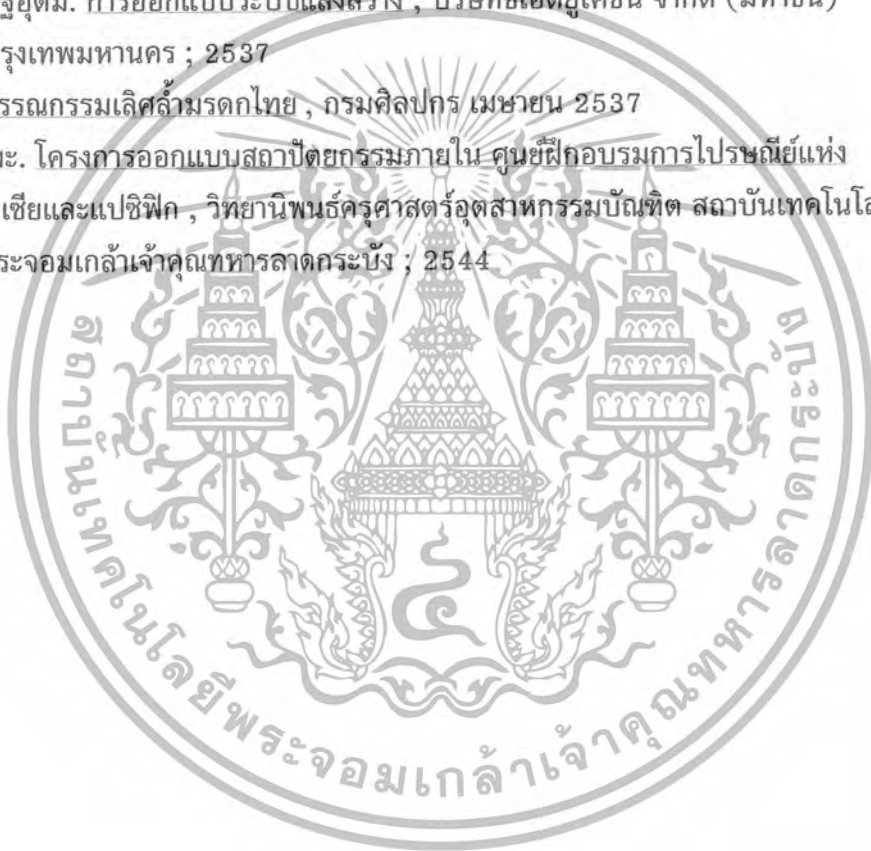 ฐอุดม. การออกแบบระบบแสงสว่าง , บริษัทเอดยูเคชั่น จำกัด (มหาชน)
รุงเทพมหานคร ; 2537
รรณกรรมเลิศล้ำมรดกไทย , กรมศิลปกร เมษายน 2537
มะ. โครงการออกแบบสถาปัตยกรรมภายใน ศูนย์ฝึกอบรมการไปรษณีย์แห่ง
เซียและแปซิฟิก , วิทยานิพนธ์ครุศาสตร์อุตสาหกรรมบัณฑิต สถาบันเทคโนโล
ระจอมเกล้าเจ้าคุณทหารลาดกระบัง ; 2544
สถาบันเทคโนโลยีพระจอมเกล้าเจ้าคุณทหารลาดกระบัง
๔